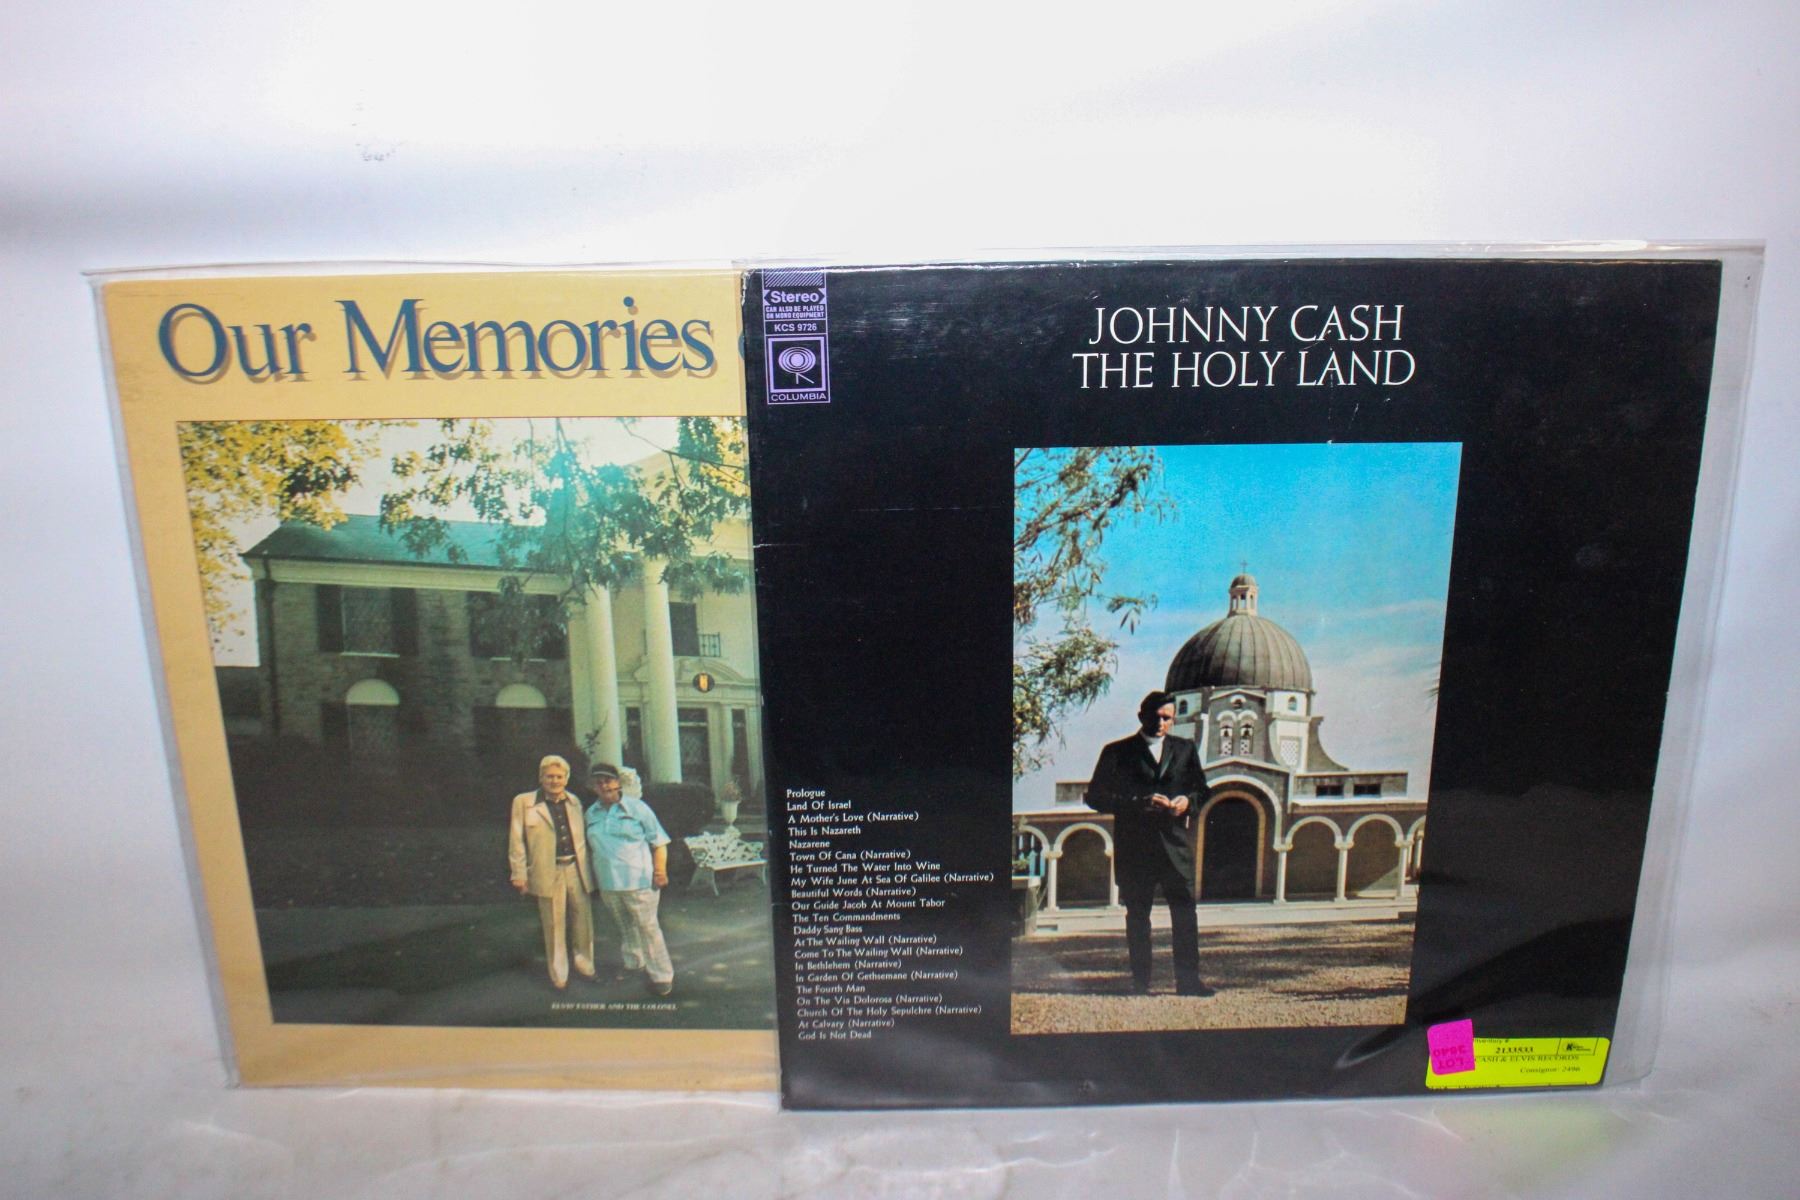 Our Memories
ELVIS' FATHER AND THE COLONEL
Stereo
CAN ALSO BE PLAYED
ON MONO EQUIPMENT
KCS 9726
COLUMBIA
JOHNNY CASH
THE HOLY LAND
Prologue
Land Of Israel
A Mother's Love (Narrative)
This Is Nazareth
Nazarene
Town Of Cana (Narrative)
He Turned The Water Into Wine
My Wife June At Sea Of Galilee (Narrative)
Beautiful Words (Narrative)
Our Guide Jacob At Mount Tabor
The Ten Commandments
Daddy Sang Bass
At The Wailing Wall (Narrative)
Come To The Wailing Wall (Narrative)
In Bethlehem (Narrative)
In Garden Of Gethsemane (Narrative)
The Fourth Man
On The Via Dolorosa (Narrative)
Church Of The Holy Sepulchre (Narrative)
At Calvary (Narrative)
God Is Not Dead
LOT
3640
2133533
CASH & ELVIS RECORDS
Consignor: 2496